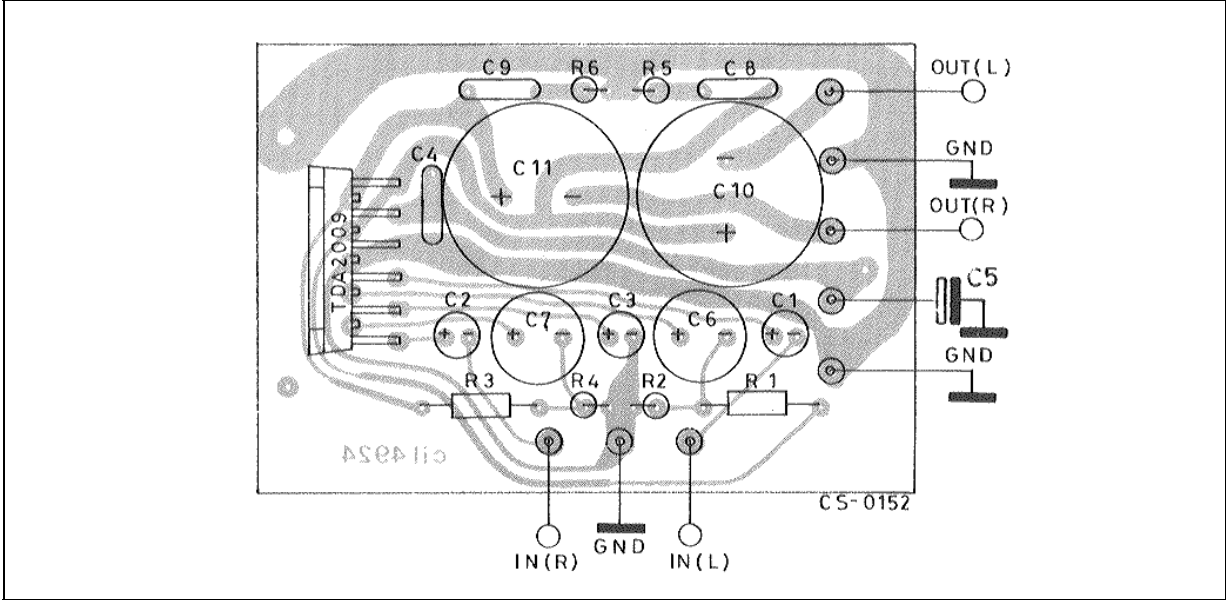 C9 R6 R5 C8 OUT(L)
GND
C4 C11
C10 OUT(R)
TDA2009
+ - - +
C5
C2 C7 C3 C6 C1
+ - + - + - + - + -
GND
R3 R4 R2 R1
cil4924
CS-0152
IN(R) GND IN(L)